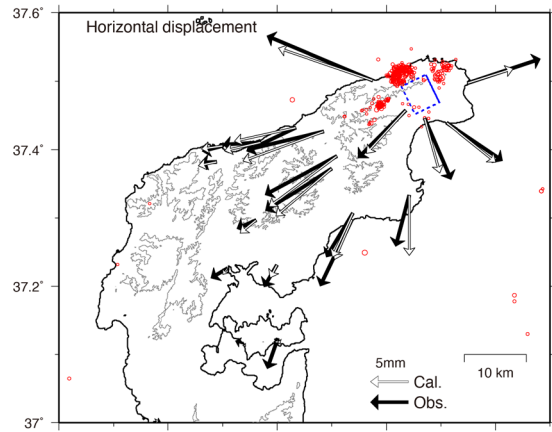 37.6˚
Horizontal displacement
37.4˚
37.2˚
5mm
Cal.
10 km
Obs.
37˚